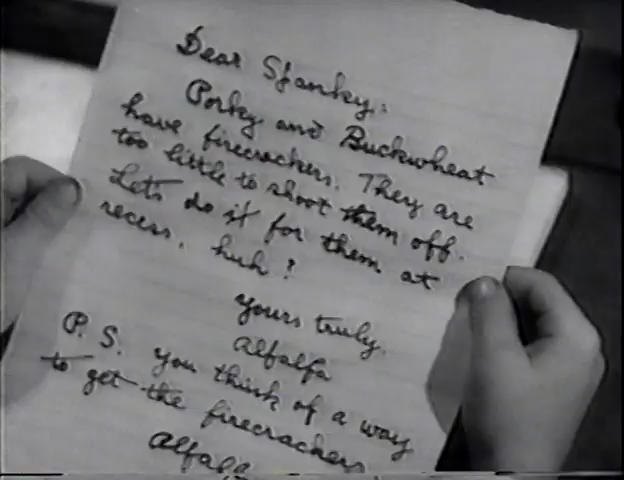 Dear Spanky,
Porky and Buckwheat
have firecrackers. They are
too little to shoot them off.
Let's do it for them at
recess, huh?
yours truly,
Alfalfa
P. S. you think of a way
to get the firecrackers
Alfalfa